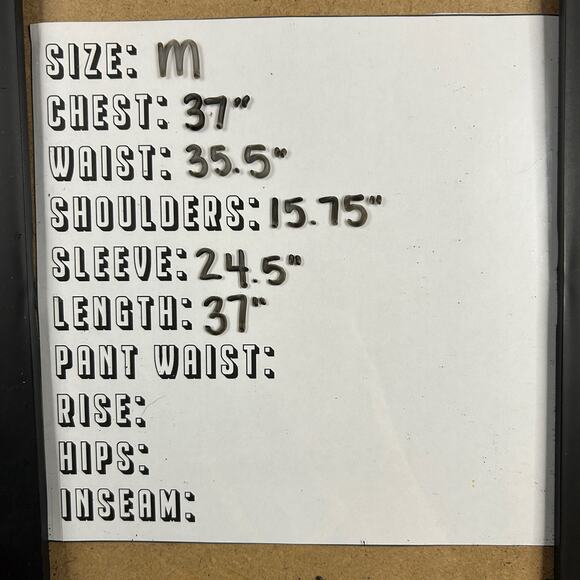 SIZE: M
CHEST: 37"
WAIST: 35.5"
SHOULDERS: 15.75"
SLEEVE: 24.5"
LENGTH: 37"
PANT WAIST:
RISE:
HIPS:
INSEAM: